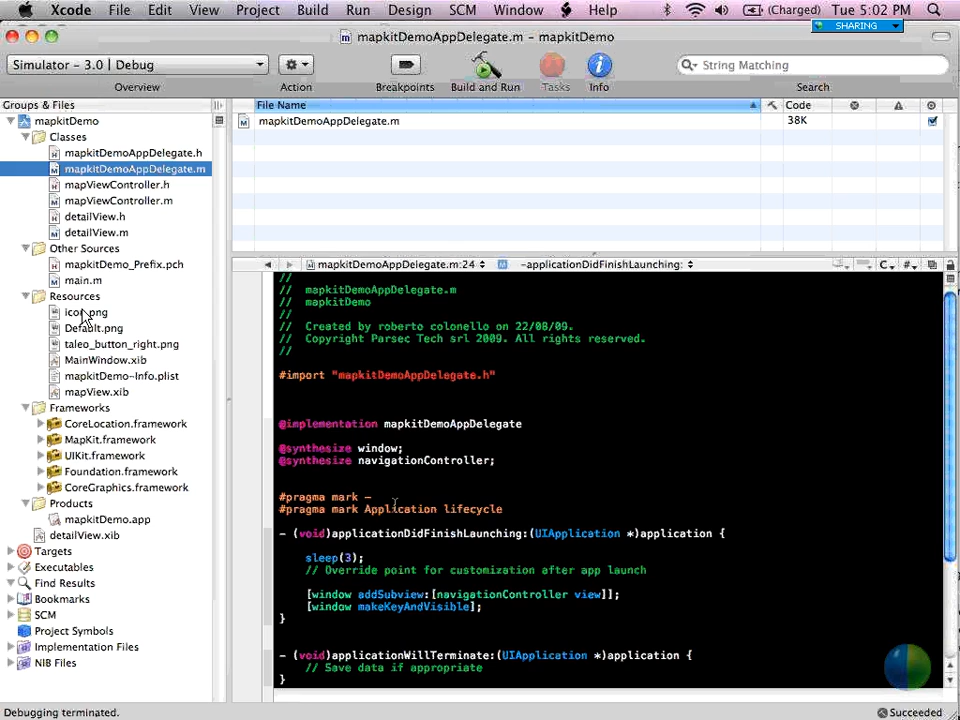 Xcode File Edit View Project Build Run Design SCM Window Help (Charged) Tue 5:02 PM
SHARING
mapkitDemoAppDelegate.m - mapkitDemo
Simulator - 3.0 | Debug
String Matching
Overview Action Breakpoints Build and Run Tasks Info Search
Groups & Files
File Name Code
mapkitDemoAppDelegate.m 38K
mapkitDemo
Classes
mapkitDemoAppDelegate.h
mapkitDemoAppDelegate.m
mapViewController.h
mapViewController.m
detailView.h
detailView.m
Other Sources
mapkitDemo_Prefix.pch
main.m
Resources
icon.png
Default.png
taleo_button_right.png
MainWindow.xib
mapkitDemo-Info.plist
mapView.xib
Frameworks
CoreLocation.framework
MapKit.framework
UIKit.framework
Foundation.framework
CoreGraphics.framework
Products
mapkitDemo.app
detailView.xib
Targets
Executables
Find Results
Bookmarks
SCM
Project Symbols
Implementation Files
NIB Files
mapkitDemoAppDelegate.m:24 -applicationDidFinishLaunching: C #
//
// mapkitDemoAppDelegate.m
// mapkitDemo
//
// Created by roberto colonello on 22/08/09.
// Copyright Parsec Tech srl 2009. All rights reserved.
//
#import "mapkitDemoAppDelegate.h"
@implementation mapkitDemoAppDelegate
@synthesize window;
@synthesize navigationController;
#pragma mark -
#pragma mark Application lifecycle
- (void)applicationDidFinishLaunching:(UIApplication *)application {
sleep(3);
// Override point for customization after app launch
[window addSubview:[navigationController view]];
[window makeKeyAndVisible];
}
- (void)applicationWillTerminate:(UIApplication *)application {
// Save data if appropriate
}
Debugging terminated. Succeeded